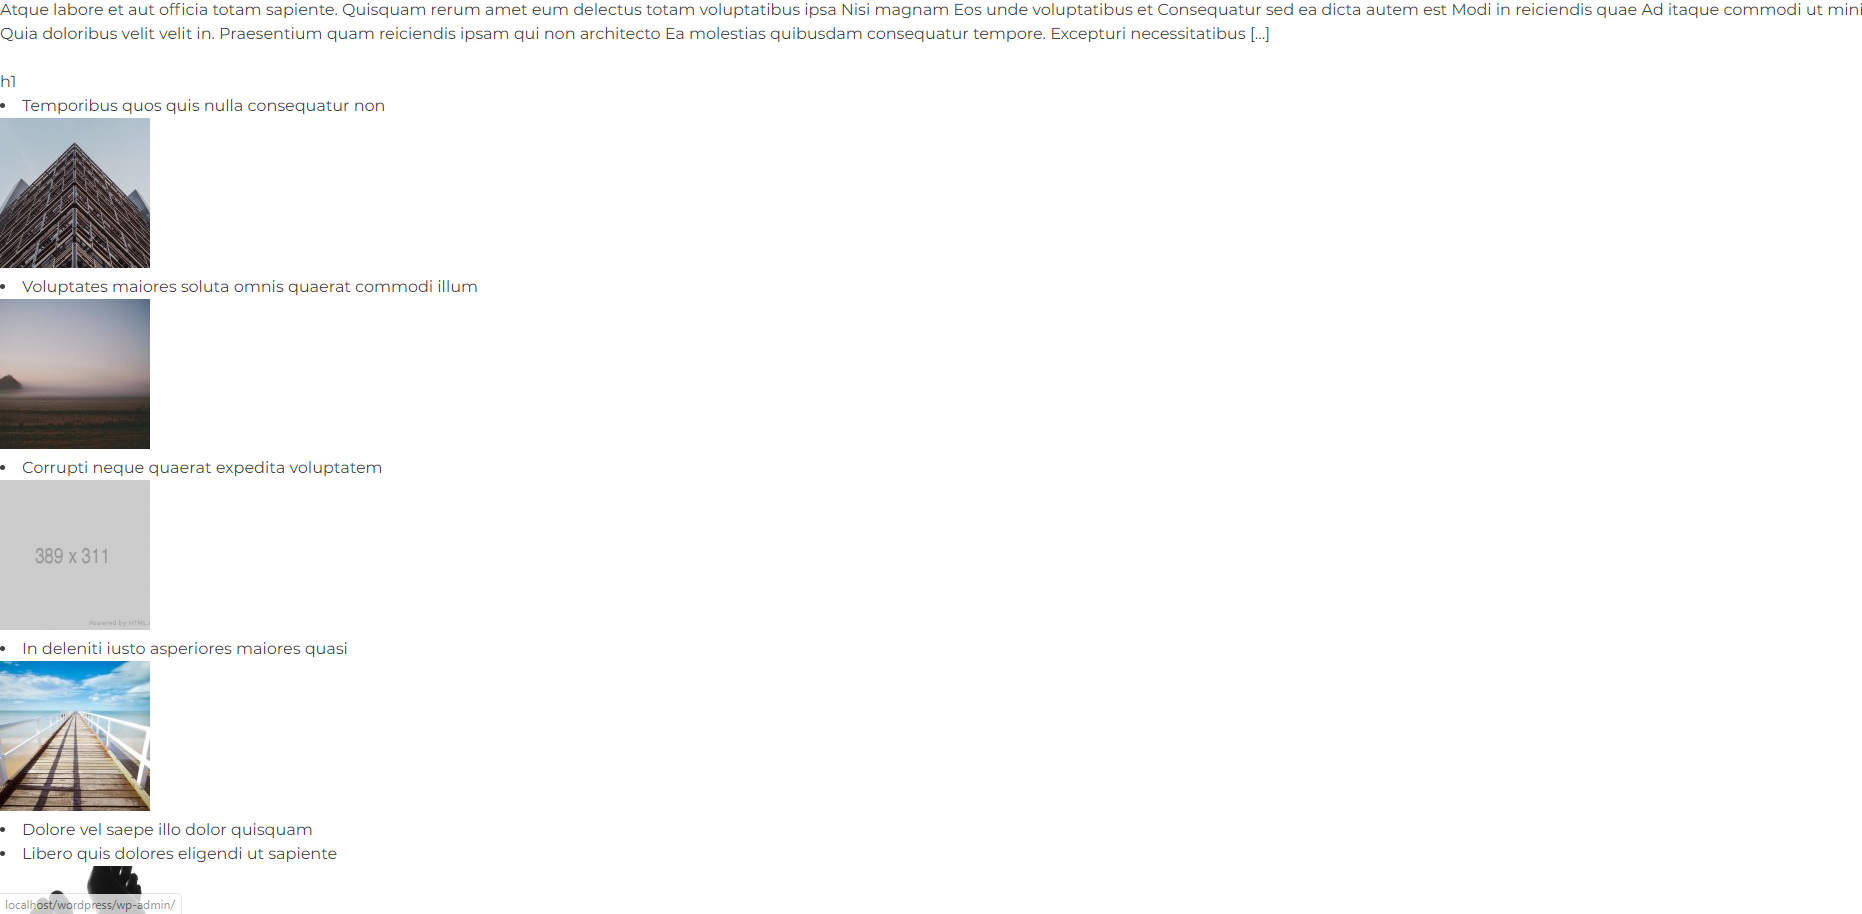 Atque labore et aut officia totam sapiente. Quisquam rerum amet eum delectus totam voluptatibus ipsa Nisi magnam Eos unde voluptatibus et Consequatur sed ea dicta autem est Modi in reiciendis quae Ad itaque commodi ut mini
Quia doloribus velit velit in. Praesentium quam reiciendis ipsam qui non architecto Ea molestias quibusdam consequatur tempore. Excepturi necessitatibus […]
h1
• Temporibus quos quis nulla consequatur non
• Voluptates maiores soluta omnis quaerat commodi illum
• Corrupti neque quaerat expedita voluptatem
389 x 311
Powered by HTML.
• In deleniti iusto asperiores maiores quasi
• Dolore vel saepe illo dolor quisquam
• Libero quis dolores eligendi ut sapiente
localhost/wordpress/wp-admin/